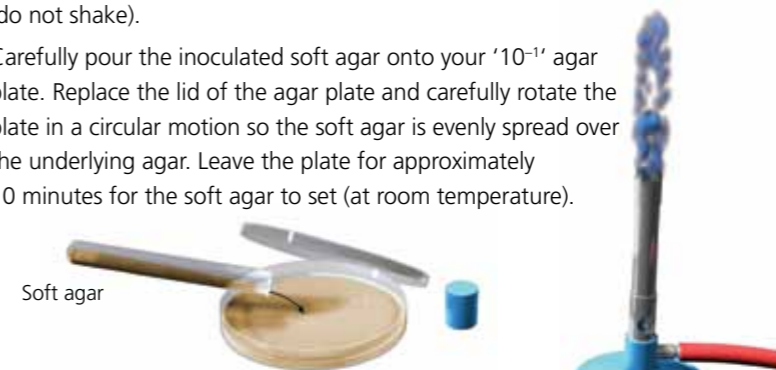 do not shake).
Carefully pour the inoculated soft agar onto your ‘10⁻¹’ agar
plate. Replace the lid of the agar plate and carefully rotate the
plate in a circular motion so the soft agar is evenly spread over
the underlying agar. Leave the plate for approximately
0 minutes for the soft agar to set (at room temperature).
Soft agar